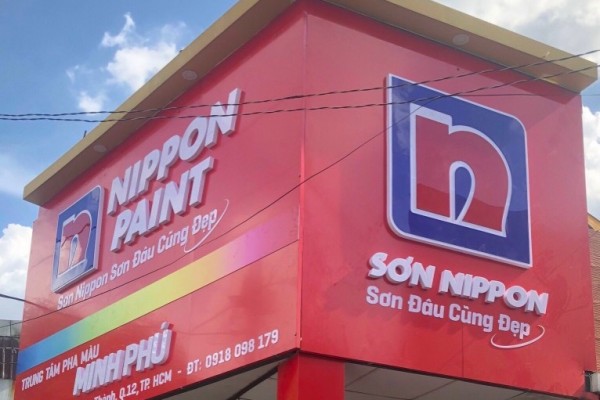 NIPPON
PAINT
Sơn Nippon Sơn Đâu Cũng Đẹp
TRUNG TÂM PHA MÀU
MINH PHÚ
Thành, Q.12, TP. HCM - ĐT: 0918 098 179
n
n
SƠN NIPPON
Sơn Đâu Cũng Đẹp